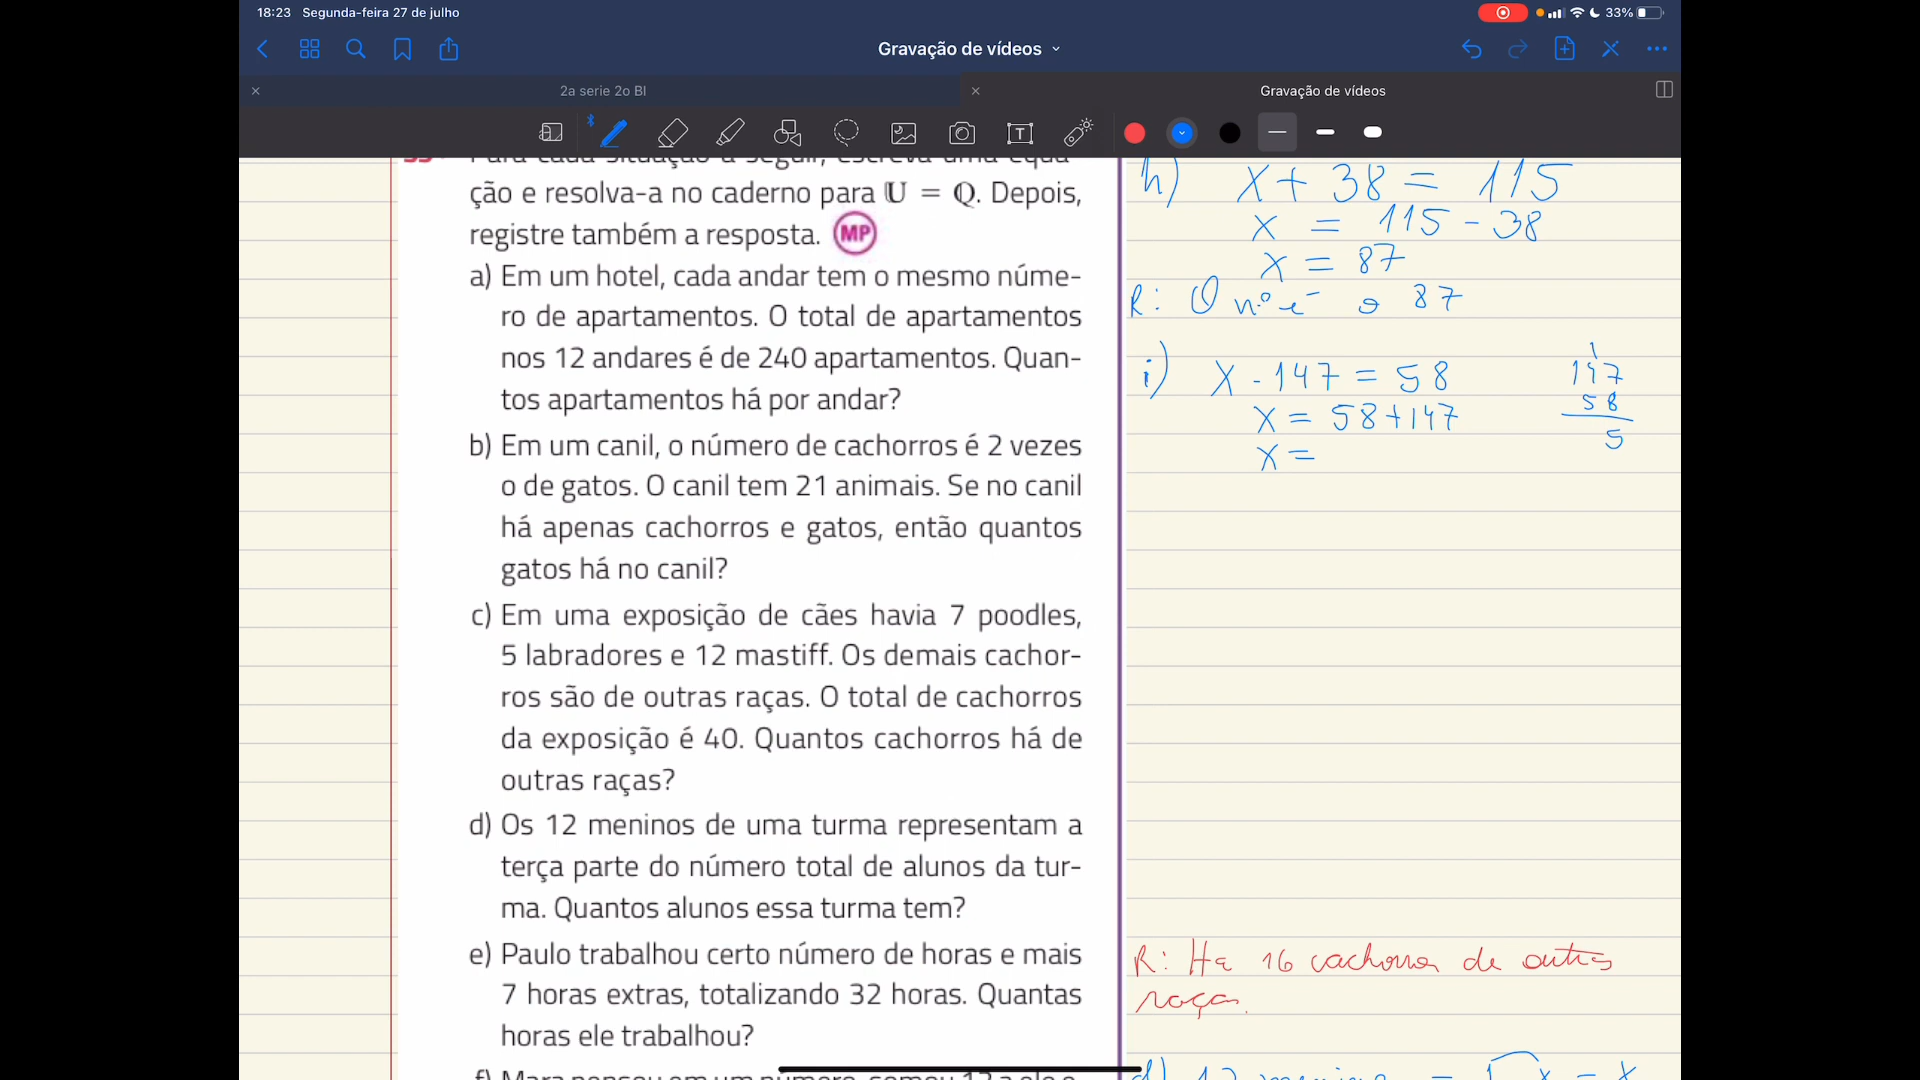 18:23 Segunda-feira 27 de julho
33%
Gravação de vídeos
2a serie 2o BI
Gravação de vídeos
T
ção e resolva-a no caderno para U = Q. Depois,
registre também a resposta. MP
a) Em um hotel, cada andar tem o mesmo núme-
ro de apartamentos. O total de apartamentos
nos 12 andares é de 240 apartamentos. Quan-
tos apartamentos há por andar?
b) Em um canil, o número de cachorros é 2 vezes
o de gatos. O canil tem 21 animais. Se no canil
há apenas cachorros e gatos, então quantos
gatos há no canil?
c) Em uma exposição de cães havia 7 poodles,
5 labradores e 12 mastiff. Os demais cachor-
ros são de outras raças. O total de cachorros
da exposição é 40. Quantos cachorros há de
outras raças?
d) Os 12 meninos de uma turma representam a
terça parte do número total de alunos da tur-
ma. Quantos alunos essa turma tem?
e) Paulo trabalhou certo número de horas e mais
7 horas extras, totalizando 32 horas. Quantas
horas ele trabalhou?
h) x + 38 = 115
x = 115 - 38
x = 87
R: O nº é o 87
i) x - 147 = 58
x = 58 + 147
x =
1
147
58
5
R: Ha 16 cachorros de outras
raças.